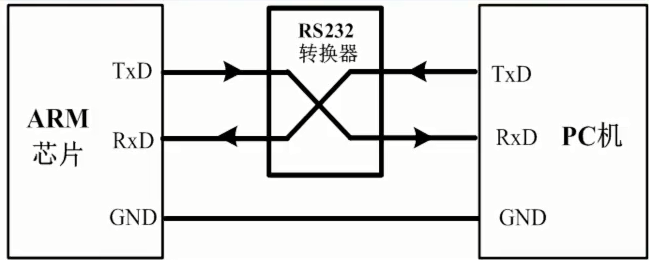 RS232
转换器
TxD
TxD
ARM
芯片
RxD
RxD
PC机
GND
GND